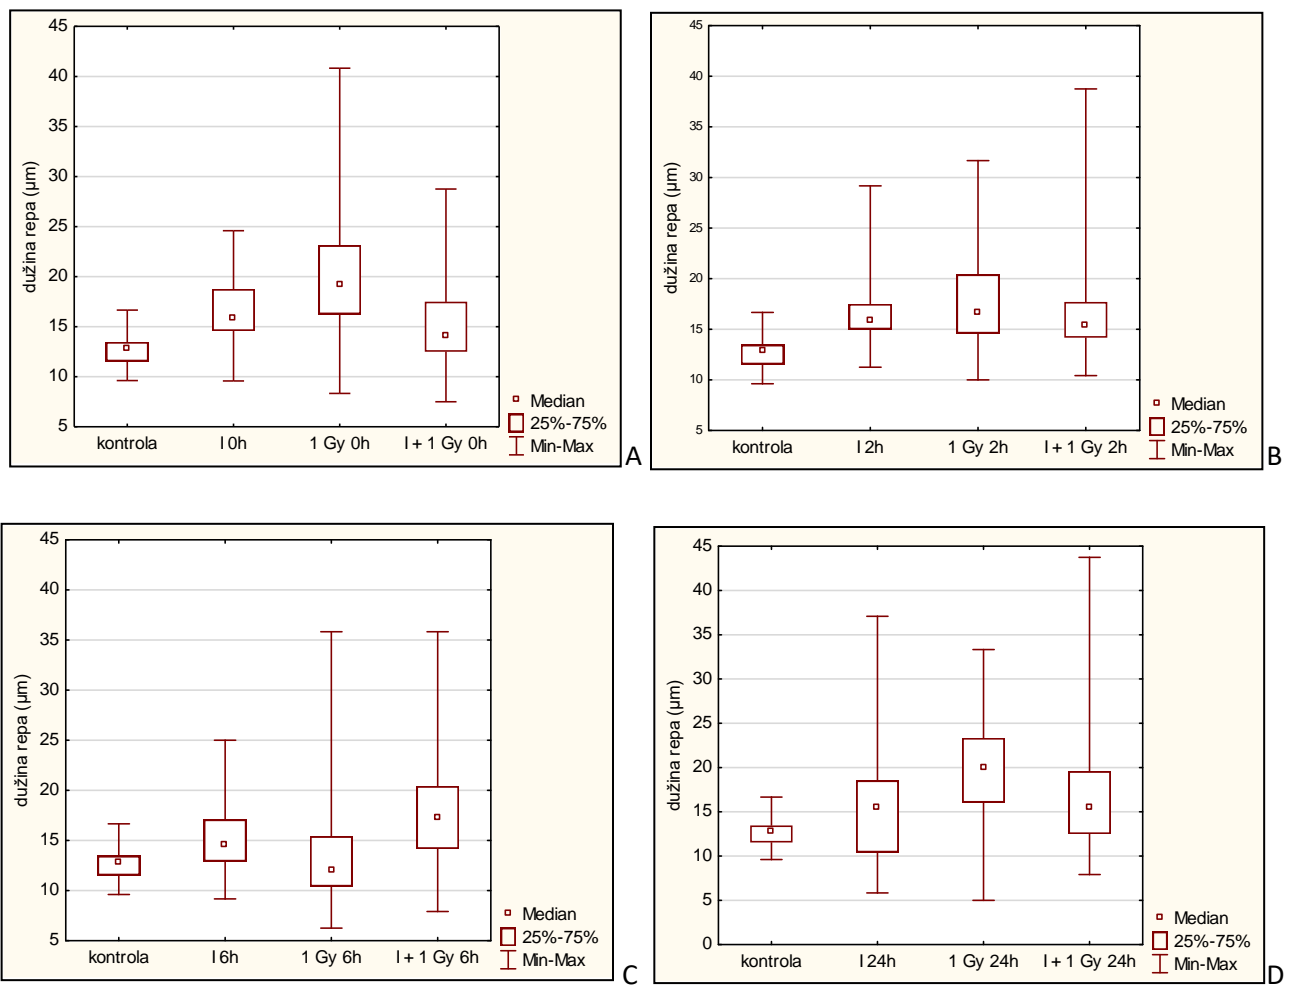 45
40
35
30
25
20
15
10
5
dužina repa (µm)
kontrola
I 0h
1 Gy 0h
I + 1 Gy 0h
Median
25%-75%
Min-Max
A
45
40
35
30
25
20
15
10
5
dužina repa (µm)
kontrola
I 2h
1 Gy 2h
I + 1 Gy 2h
Median
25%-75%
Min-Max
B
45
40
35
30
25
20
15
10
5
dužina repa (µm)
kontrola
I 6h
1 Gy 6h
I + 1 Gy 6h
Median
25%-75%
Min-Max
C
45
40
35
30
25
20
15
10
5
0
dužina repa (µm)
kontrola
I 24h
1 Gy 24h
I + 1 Gy 24h
Median
25%-75%
Min-Max
D